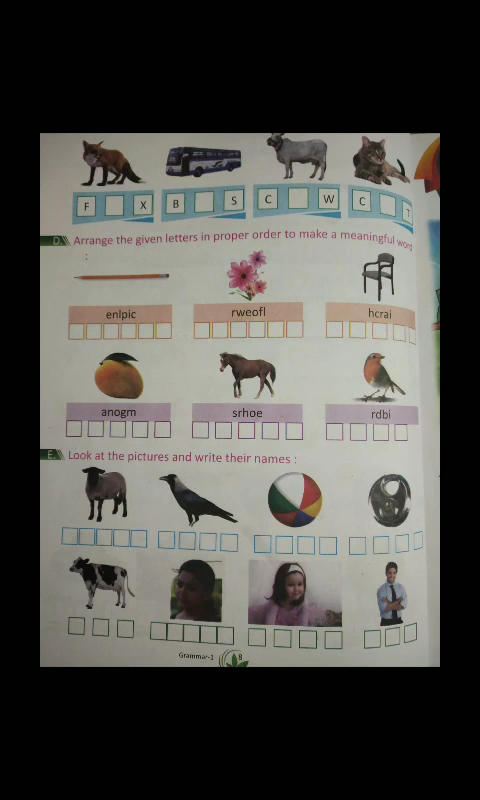 F X B S C W C T
D. Arrange the given letters in proper order to make a meaningful word
:
enlpic rweofl hcrai
anogm srhoe rdbi
E. Look at the pictures and write their names :
Grammar-1 8